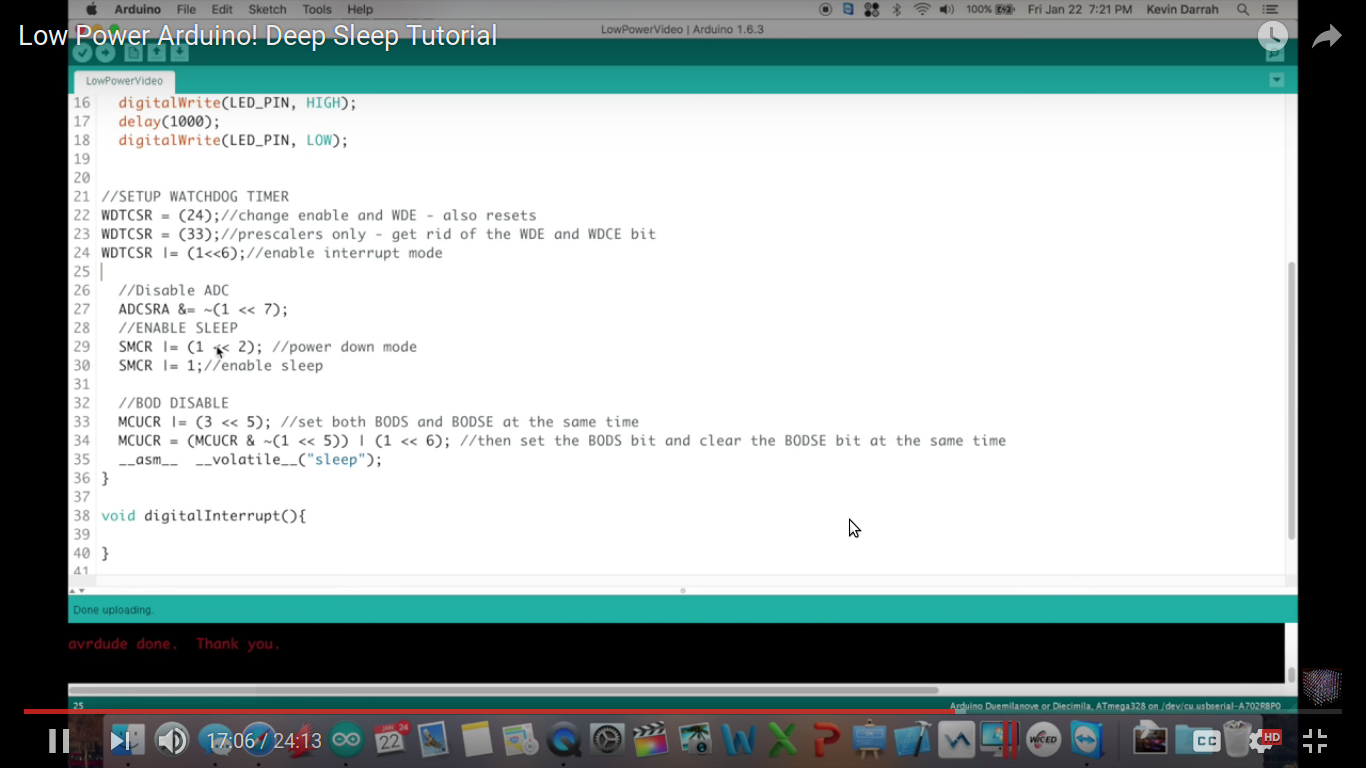 Arduino File Edit Sketch Tools Help 100% Fri Jan 22 7:21 PM Kevin Darrah
Low Power Arduino! Deep Sleep Tutorial
LowPowerVideo | Arduino 1.6.3
LowPowerVideo
16 digitalWrite(LED_PIN, HIGH);
17 delay(1000);
18 digitalWrite(LED_PIN, LOW);
19
20
21 //SETUP WATCHDOG TIMER
22 WDTCSR = (24);//change enable and WDE - also resets
23 WDTCSR = (33);//prescalers only - get rid of the WDE and WDCE bit
24 WDTCSR |= (1<<6);//enable interrupt mode
25
26 //Disable ADC
27 ADCSRA &= ~(1 << 7);
28 //ENABLE SLEEP
29 SMCR |= (1 << 2); //power down mode
30 SMCR |= 1;//enable sleep
31
32 //BOD DISABLE
33 MCUCR |= (3 << 5); //set both BODS and BODSE at the same time
34 MCUCR = (MCUCR & ~(1 << 5)) | (1 << 6); //then set the BODS bit and clear the BODSE bit at the same time
35 __asm__ __volatile__("sleep");
36 }
37
38 void digitalInterrupt(){
39
40 }
41
Done uploading.
avrdude done. Thank you.
25 Arduino Duemilanove or Diecimila, ATmega328 on /dev/cu.usbserial-A702RBP0
17:06 / 24:13
JAN 24
22
W X P
WICED
CC HD